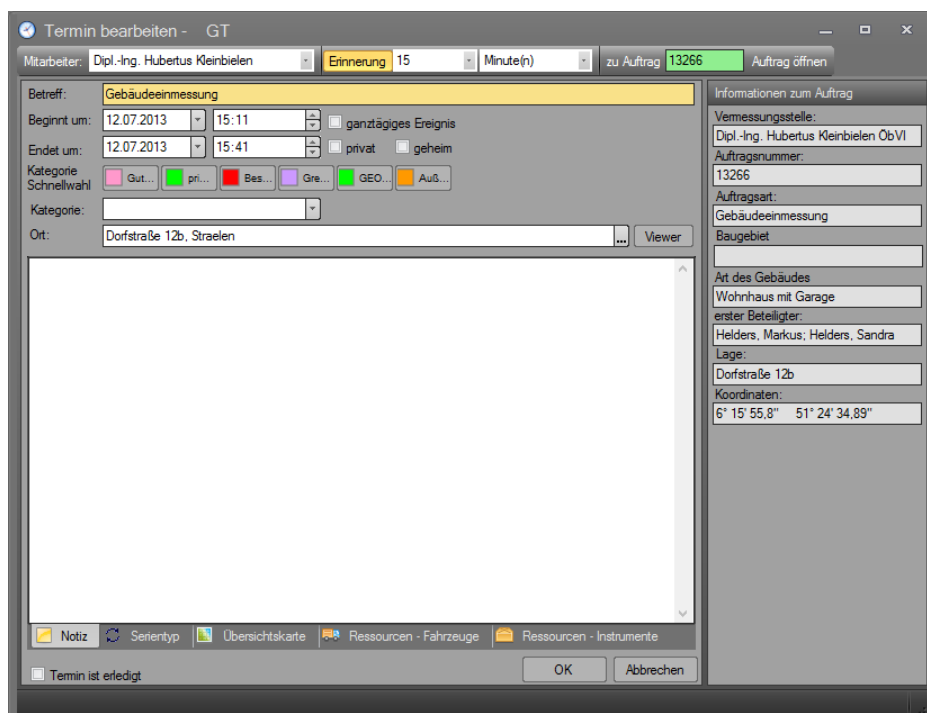 Termin bearbeiten - GT
Mitarbeiter: Dipl.-Ing. Hubertus Kleinbielen Erinnerung 15 Minute(n) zu Auftrag 13266 Auftrag öffnen
Betreff: Gebäudeeinmessung
Beginnt um: 12.07.2013 15:11 ganztägiges Ereignis
Endet um: 12.07.2013 15:41 privat geheim
Kategorie
Schnellwahl
Gut... pri... Bes... Gre... GEO... Auß...
Kategorie:
Ort: Dorfstraße 12b, Straelen ... Viewer
Notiz Serientyp Übersichtskarte Ressourcen - Fahrzeuge Ressourcen - Instrumente
Termin ist erledigt OK Abbrechen
Informationen zum Auftrag
Vermessungsstelle:
Dipl.-Ing. Hubertus Kleinbielen ÖbVI
Auftragsnummer:
13266
Auftragsart:
Gebäudeeinmessung
Baugebiet
Art des Gebäudes
Wohnhaus mit Garage
erster Beteiligter:
Helders, Markus; Helders, Sandra
Lage:
Dorfstraße 12b
Koordinaten:
6° 15' 55,8" 51° 24' 34,89"